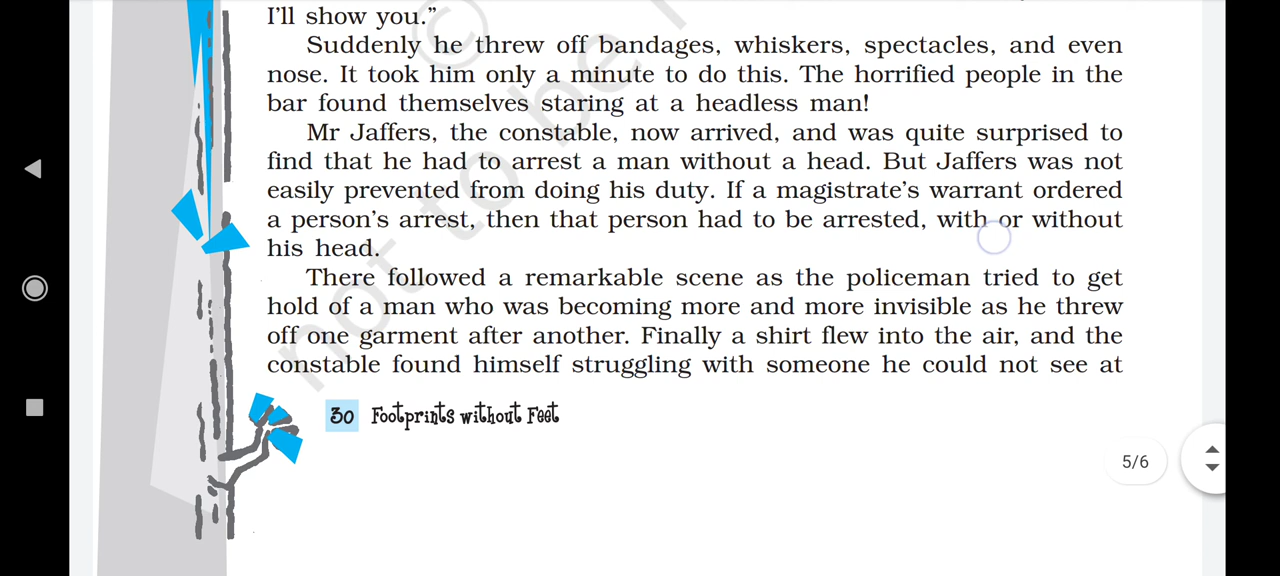 I'll show you."
Suddenly he threw off bandages, whiskers, spectacles, and even
nose. It took him only a minute to do this. The horrified people in the
bar found themselves staring at a headless man!
Mr Jaffers, the constable, now arrived, and was quite surprised to
find that he had to arrest a man without a head. But Jaffers was not
easily prevented from doing his duty. If a magistrate's warrant ordered
a person's arrest, then that person had to be arrested, with or without
his head.
There followed a remarkable scene as the policeman tried to get
hold of a man who was becoming more and more invisible as he threw
off one garment after another. Finally a shirt flew into the air, and the
constable found himself struggling with someone he could not see at
30 Footprints without Feet
5/6
©
not to be